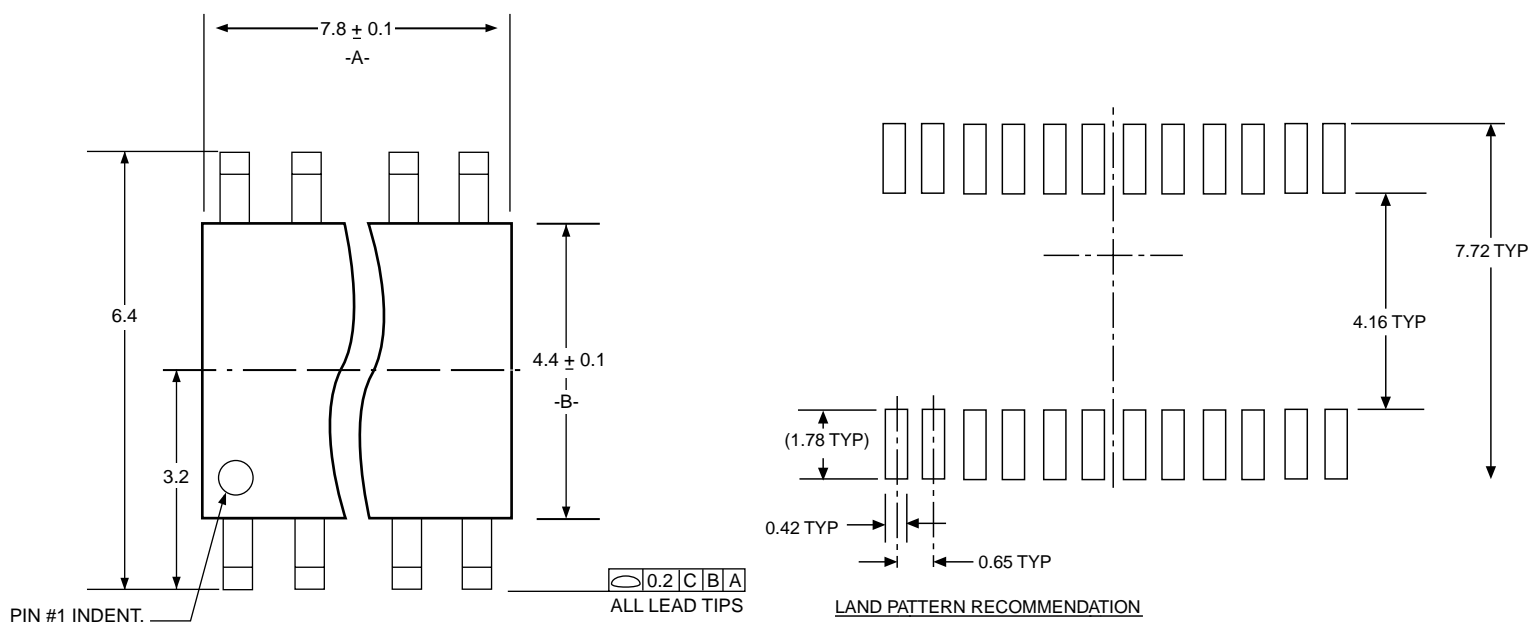 7.8 ± 0.1
-A-
6.4
3.2
4.4 ± 0.1
-B-
PIN #1 INDENT.
0.2 C B A
ALL LEAD TIPS
7.72 TYP
4.16 TYP
(1.78 TYP)
0.42 TYP
0.65 TYP
LAND PATTERN RECOMMENDATION